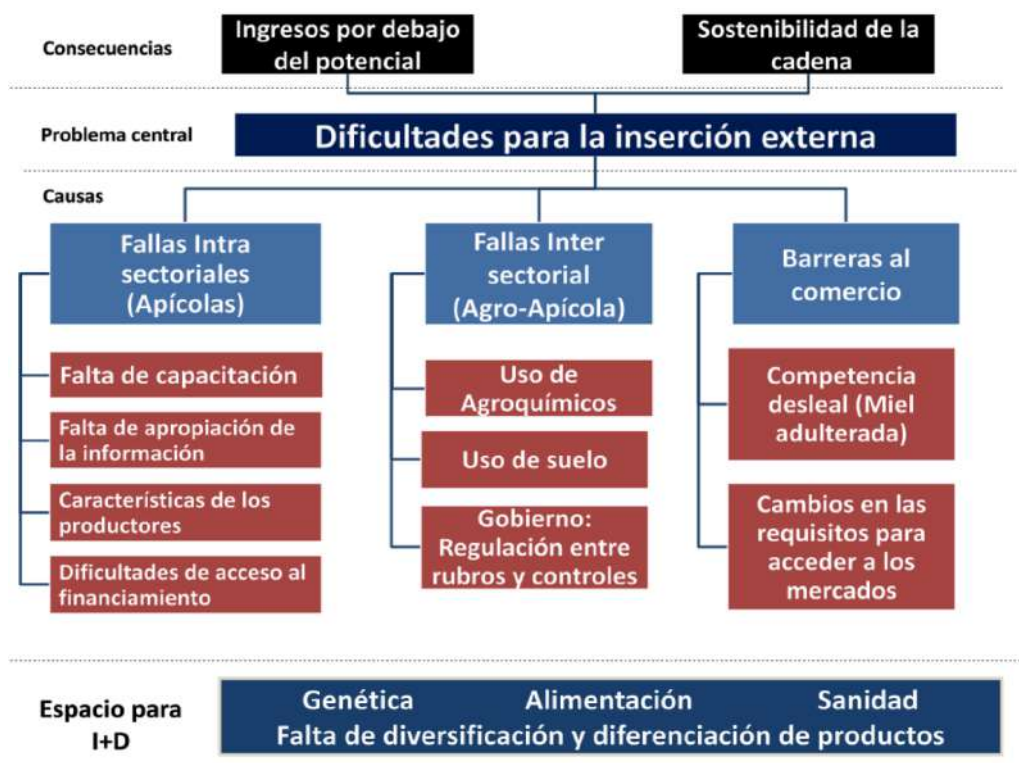 Consecuencias
Ingresos por debajo
del potencial
Sostenibilidad de la
cadena
Problema central
Dificultades para la inserción externa
Causas
Fallas Intra
sectoriales
(Apícolas)
Falta de capacitación
Falta de apropiación de
la información
Características de los
productores
Dificultades de acceso al
financiamiento
Fallas Inter
sectorial
(Agro-Apícola)
Uso de
Agroquímicos
Uso de suelo
Gobierno:
Regulación entre
rubros y controles
Barreras al
comercio
Competencia
desleal (Miel
adulterada)
Cambios en las
requisitos para
acceder a los
mercados
Espacio para
I+D
Genética Alimentación Sanidad
Falta de diversificación y diferenciación de productos